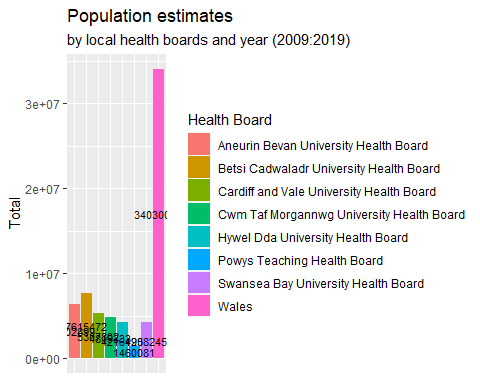 Population estimates
by local health boards and year (2009:2019)
Total
3e+07
2e+07
1e+07
0e+00
7615472
1460081
Health Board
Aneurin Bevan University Health Board
Betsi Cadwaladr University Health Board
Cardiff and Vale University Health Board
Cwm Taf Morgannwg University Health Board
Hywel Dda University Health Board
Powys Teaching Health Board
Swansea Bay University Health Board
Wales